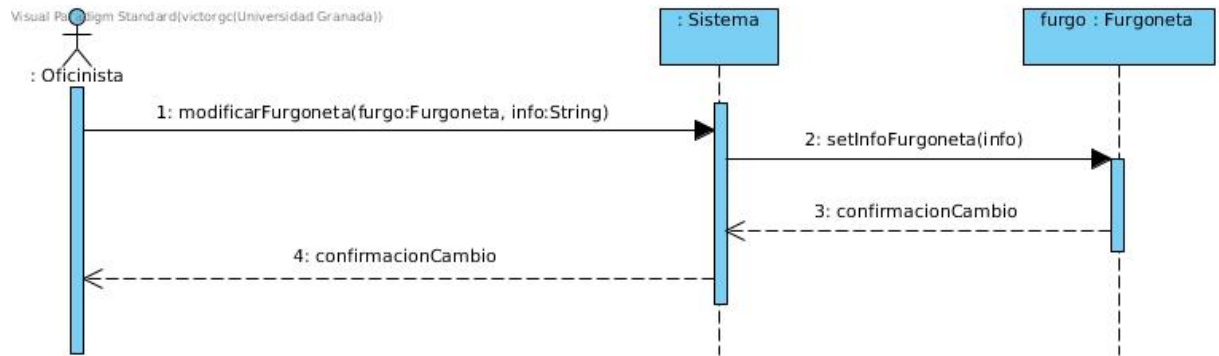 Visual Paradigm Standard(victorgc(Universidad Granada))
: Oficinista
: Sistema
furgo : Furgoneta
1: modificarFurgoneta(furgo:Furgoneta, info:String)
2: setInfoFurgoneta(info)
3: confirmacionCambio
4: confirmacionCambio